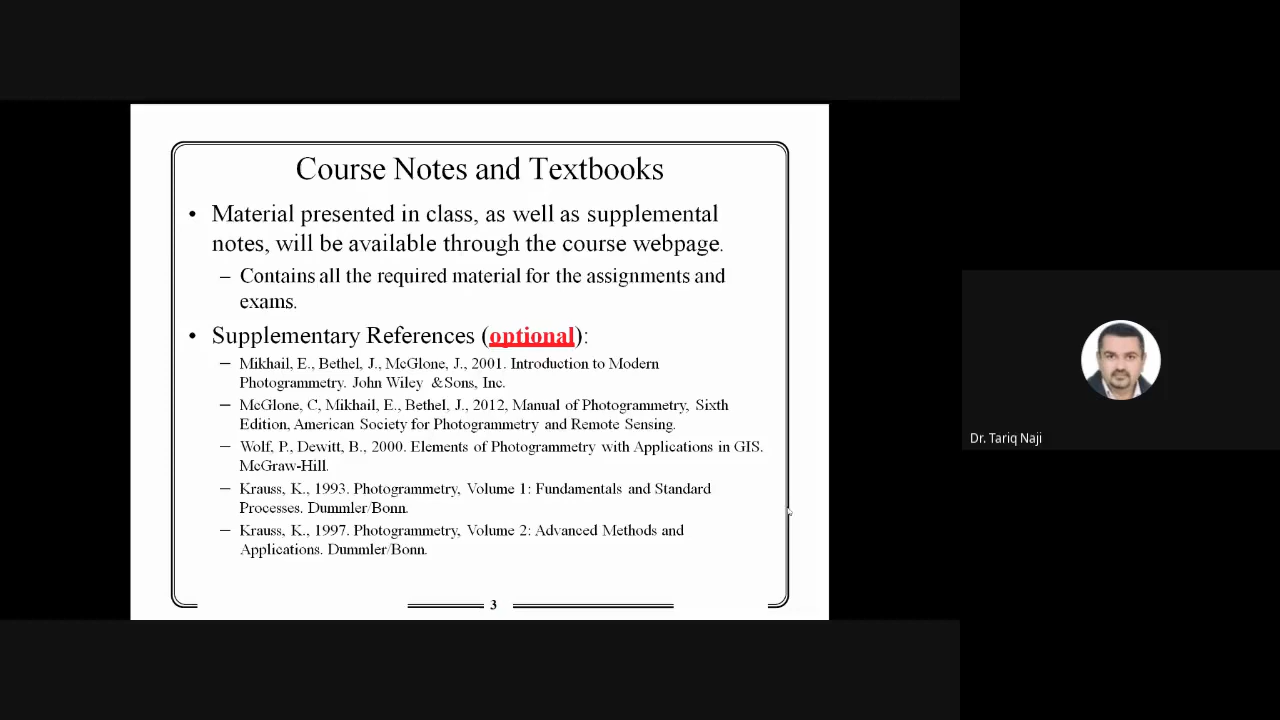 Course Notes and Textbooks
• Material presented in class, as well as supplemental
notes, will be available through the course webpage.
– Contains all the required material for the assignments and
exams.
• Supplementary References (optional):
– Mikhail, E., Bethel, J., McGlone, J., 2001. Introduction to Modern
Photogrammetry. John Wiley &Sons, Inc.
– McGlone, C, Mikhail, E., Bethel, J., 2012, Manual of Photogrammetry, Sixth
Edition, American Society for Photogrammetry and Remote Sensing.
– Wolf, P., Dewitt, B., 2000. Elements of Photogrammetry with Applications in GIS.
McGraw-Hill.
– Krauss, K., 1993. Photogrammetry, Volume 1: Fundamentals and Standard
Processes. Dummler/Bonn.
– Krauss, K., 1997. Photogrammetry, Volume 2: Advanced Methods and
Applications. Dummler/Bonn.
3
Dr. Tariq Naji